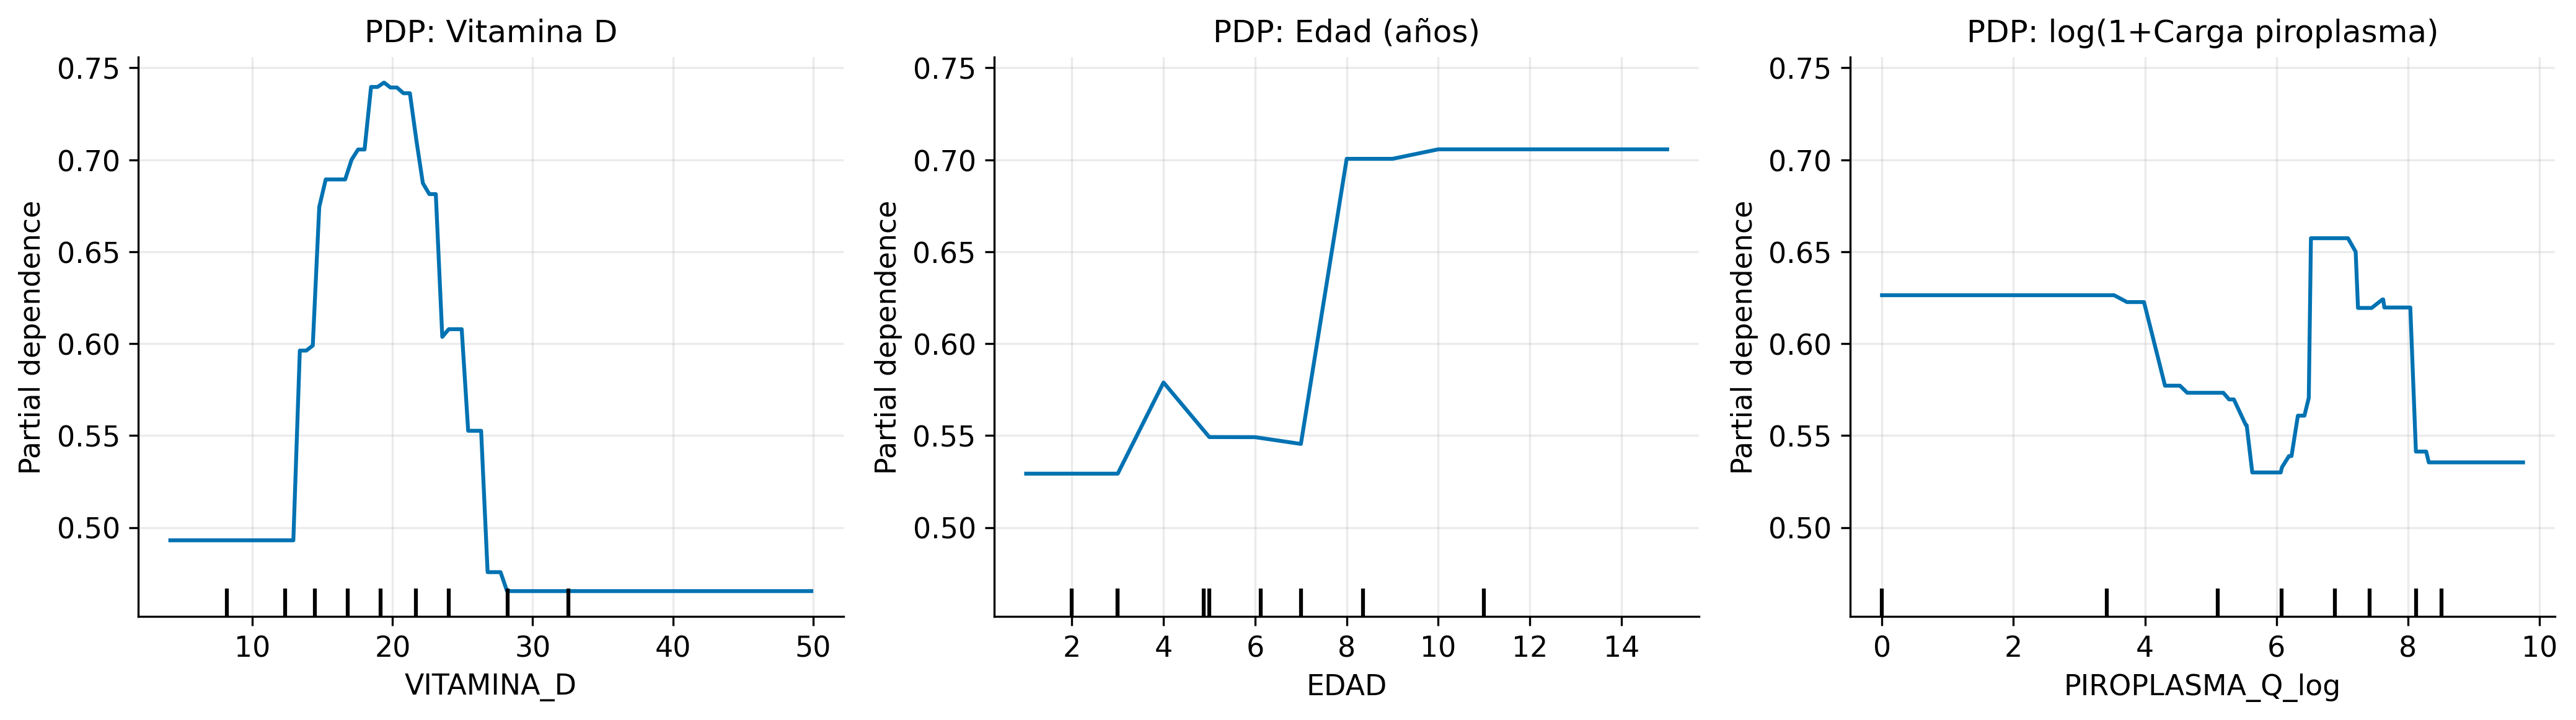 PDP: Vitamina D
0.75
0.70
0.65
0.60
0.55
0.50
Partial dependence
10 20 30 40 50
VITAMINA_D
PDP: Edad (años)
0.75
0.70
0.65
0.60
0.55
0.50
Partial dependence
2 4 6 8 10 12 14
EDAD
PDP: log(1+Carga piroplasma)
0.75
0.70
0.65
0.60
0.55
0.50
Partial dependence
0 2 4 6 8 10
PIROPLASMA_Q_log